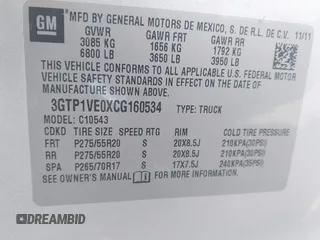 GM
MFD BY GENERAL MOTORS DE MEXICO, S. DE R.L. DE C.V. 11/11
GVWR GAWR FRT GAWR RR
3085 KG 1656 KG 1792 KG
6800 LB 3650 LB 3950 LB
THIS VEHICLE CONFORMS TO ALL APPLICABLE U.S. FEDERAL
MOTOR VEHICLE SAFETY STANDARDS IN EFFECT ON THE DATE OF
MANUFACTURE SHOWN ABOVE.
3GTP1VE0XCG160534 TYPE: TRUCK
MODEL: C10543
CDKD TIRE SIZE SPEED RTG RIM COLD TIRE PRESSURE
FRT P275/55R20 S 20X8.5J 210KPA(30PSI)
RR P275/55R20 S 20X8.5J 210KPA(30PSI)
SPA P265/70R17 S 17X7.5J 240KPA(35PSI)
SEE OWNER'S MANUAL FOR ADDITIONAL INFORMATION
DREAMBID